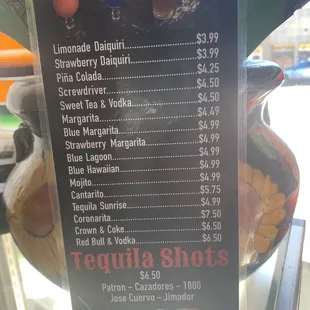 Limonade Daiquiri.....................$3.99
Strawberry Daiquiri...................$3.99
Piña Colada...........................$4.25
Screwdriver...........................$4.50
Sweet Tea & Vodka.....................$4.50
Margarita.............................$4.49
Blue Margarita........................$4.99
Strawberry Margarita..................$4.99
Blue Lagoon...........................$4.99
Blue Hawaiian.........................$4.99
Mojito................................$4.99
Cantarito.............................$5.75
Tequila Sunrise.......................$4.99
Coronarita............................$7.50
Crown & Coke..........................$6.50
Red Bull & Vodka......................$6.50
Tequila Shots
$6.50
Patron - Cazadores - 1800
Jose Cuervo - Jimador